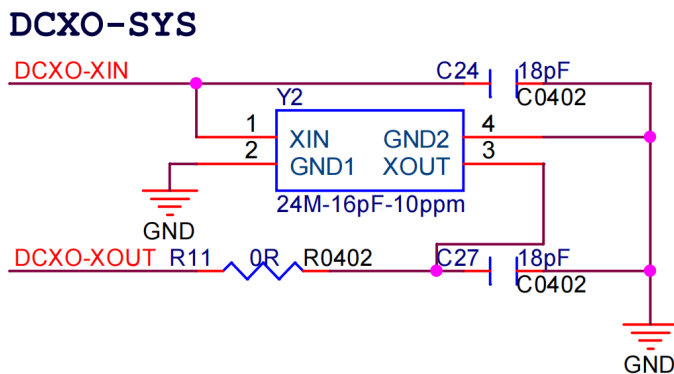 DCXO-SYS
DCXO-XIN C24 18pF
C0402
Y2
1 XIN GND2 4
2 GND1 XOUT 3
24M-16pF-10ppm
GND
DCXO-XOUT R11 0R R0402 C27 18pF
C0402
GND